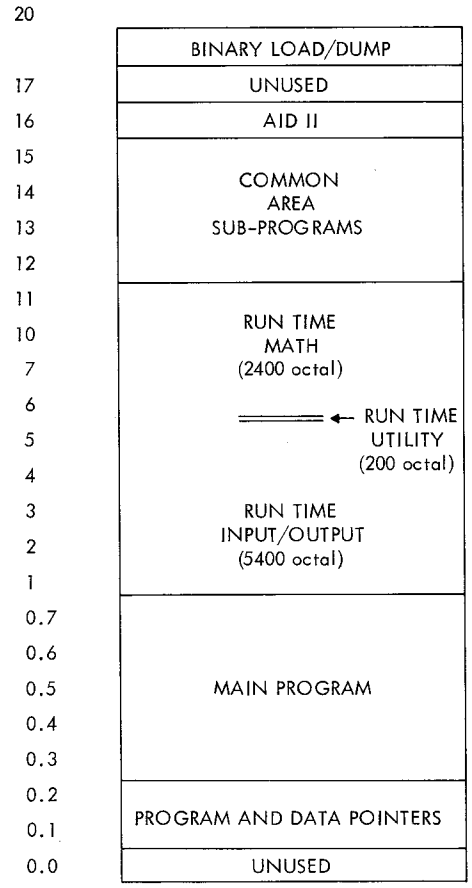 20
BINARY LOAD/DUMP
17 UNUSED
16 AID II
15
14 COMMON
AREA
13 SUB-PROGRAMS
12
11
10 RUN TIME
MATH
7 (2400 octal)
6
← RUN TIME
5 UTILITY
(200 octal)
4
3 RUN TIME
INPUT/OUTPUT
2 (5400 octal)
1
0.7
0.6
0.5 MAIN PROGRAM
0.4
0.3
0.2
PROGRAM AND DATA POINTERS
0.1
0.0 UNUSED